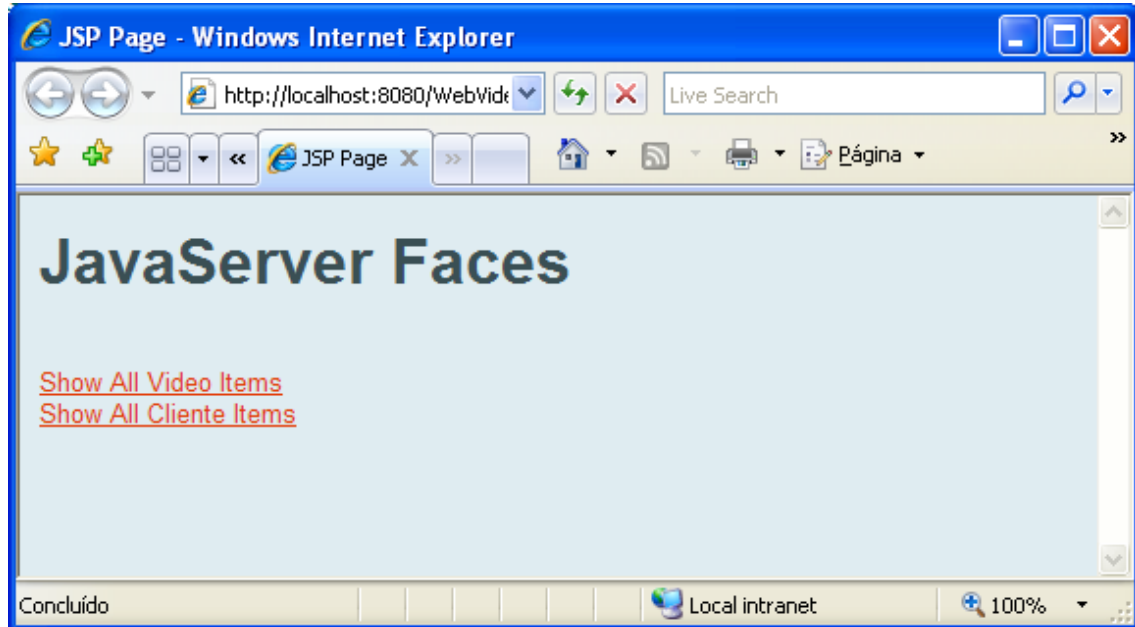 JSP Page - Windows Internet Explorer
http://localhost:8080/WebVide
Live Search
JSP Page
Página
JavaServer Faces
Show All Video Items
Show All Cliente Items
Concluído
Local intranet
100%